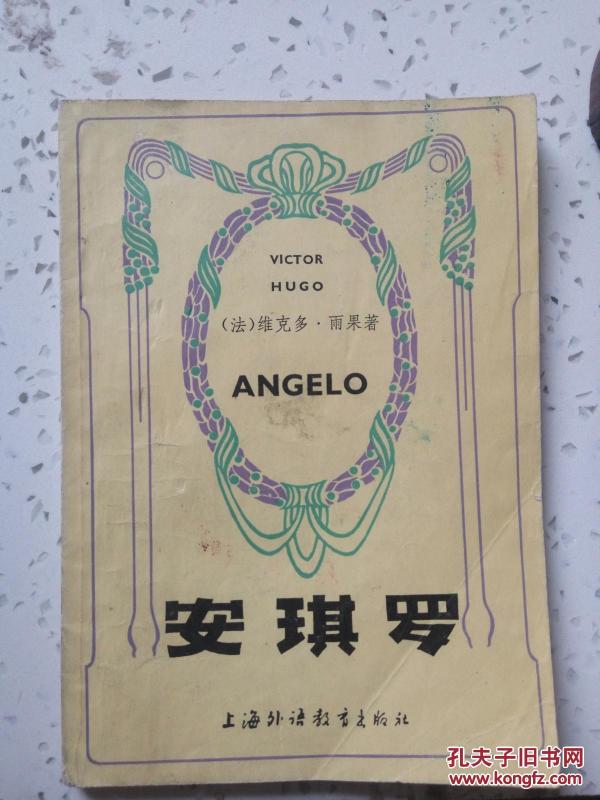 VICTOR
HUGO
（法）维克多·雨果著
ANGELO
安琪罗
上海外语教育出版社
孔夫子旧书网
www.kongfz.com